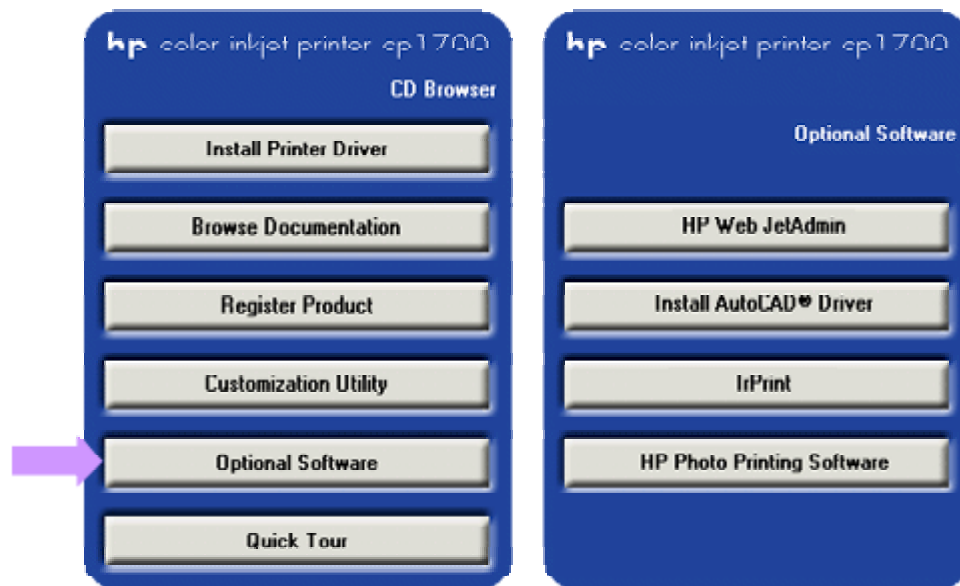 hp color inkjet printer cp1700
CD Browser
Install Printer Driver
Browse Documentation
Register Product
Customization Utility
Optional Software
Quick Tour
hp color inkjet printer cp1700
Optional Software
HP Web JetAdmin
Install AutoCAD® Driver
IrPrint
HP Photo Printing Software